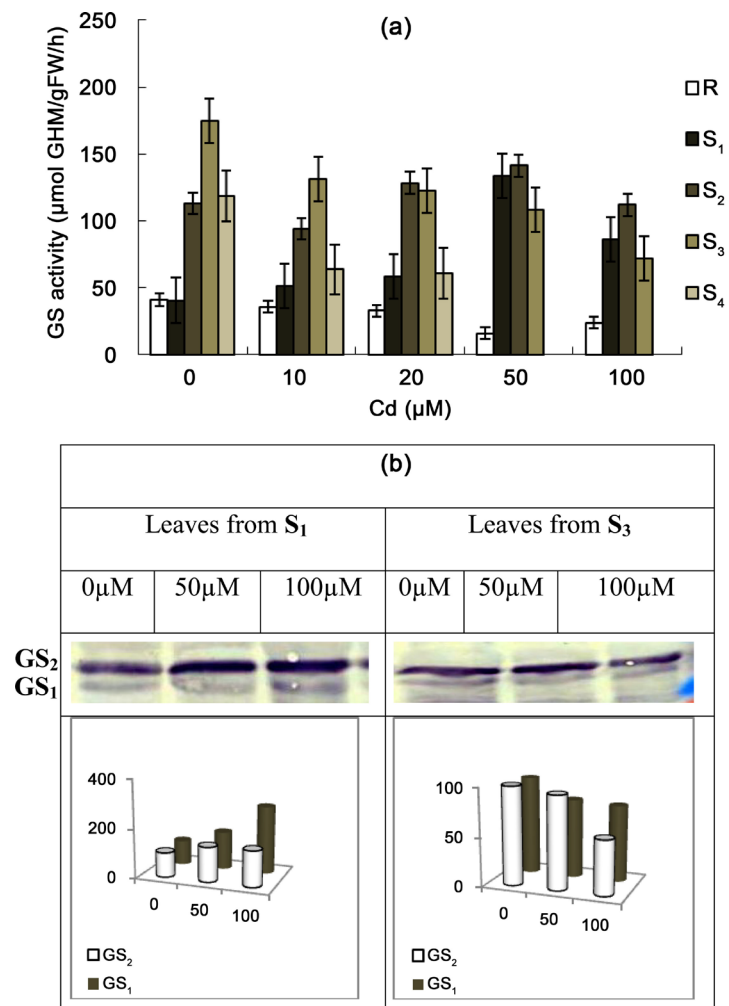 (a)
GS activity (μmol GHM/gFW/h)
250
200
150
100
50
0
0 10 20 50 100
Cd (μM)
R
S1
S2
S3
S4
(b)
Leaves from S1 Leaves from S3
0μM 50μM 100μM 0μM 50μM 100μM
GS2
GS1
400
200
0
0 50 100
GS2
GS1
100
50
0
0 50 100
GS2
GS1